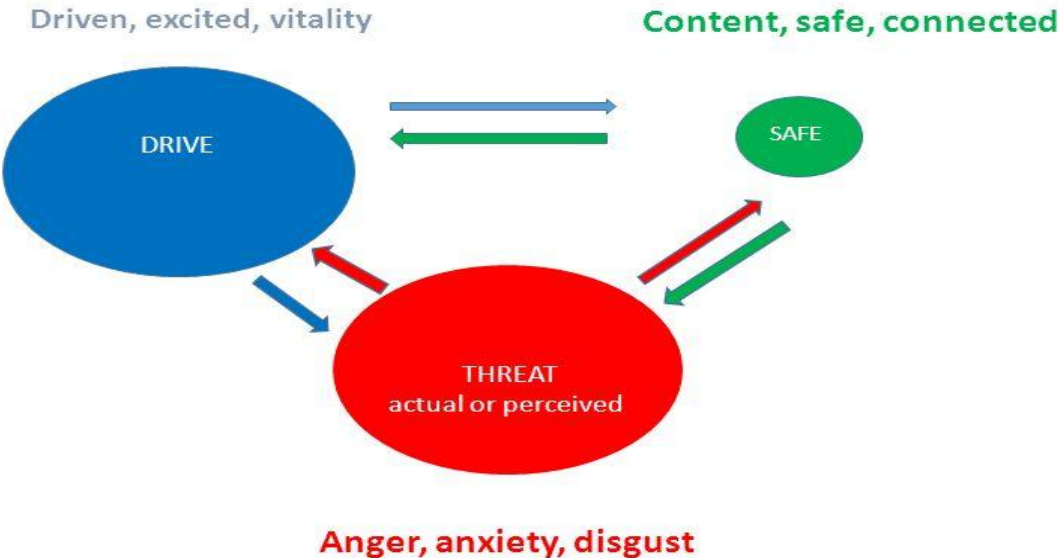 Driven, excited, vitality
Content, safe, connected
DRIVE
SAFE
THREAT
actual or perceived
Anger, anxiety, disgust